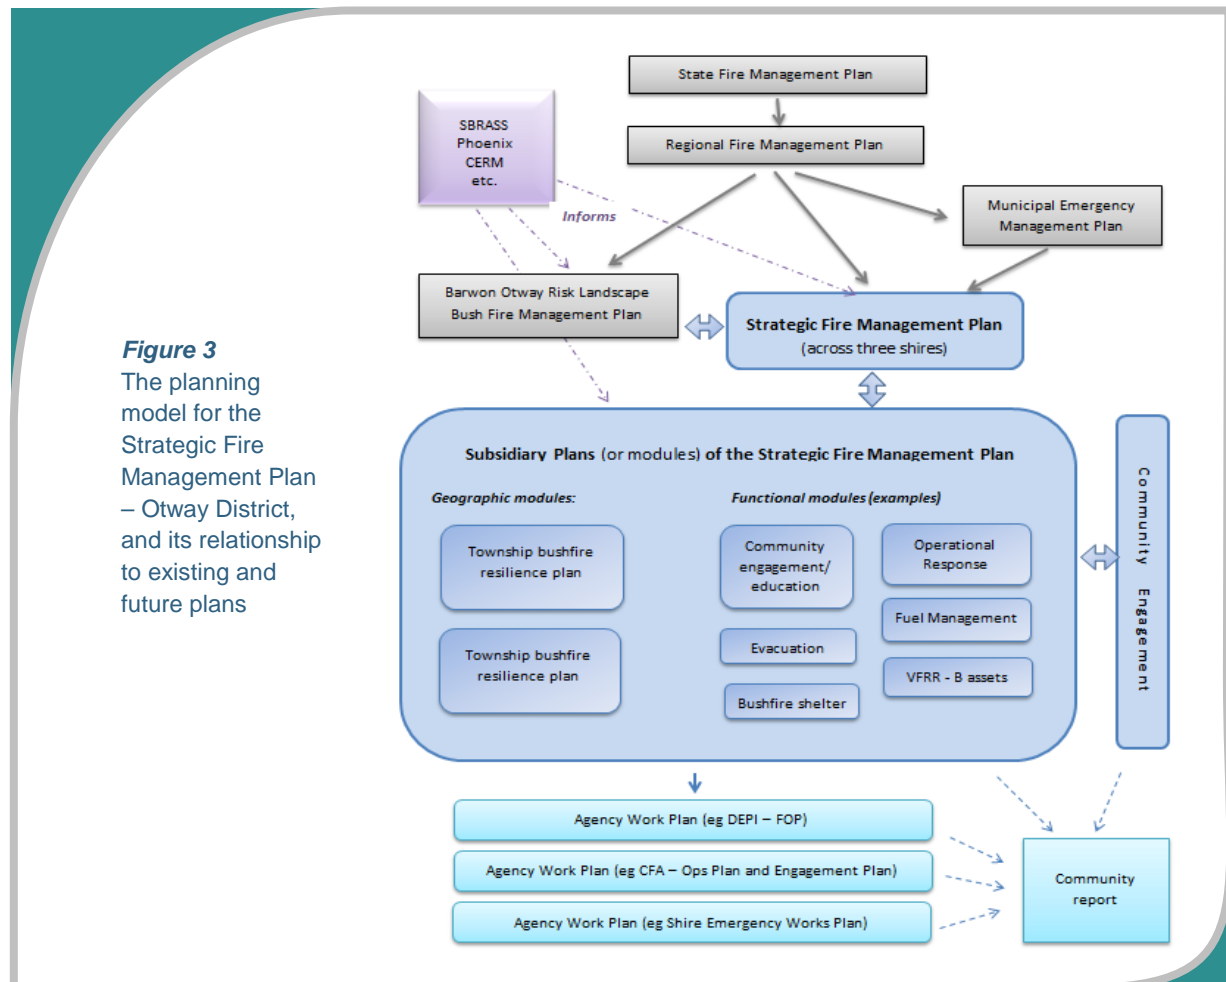 State Fire Management Plan
SBRASS
Phoenix
CERM
etc.
Regional Fire Management Plan
Informs
Municipal Emergency
Management Plan
Barwon Otway Risk Landscape
Bush Fire Management Plan
Strategic Fire Management Plan
(across three shires)
Figure 3
The planning
model for the
Strategic Fire
Management Plan
– Otway District,
and its relationship
to existing and
future plans
Subsidiary Plans (or modules) of the Strategic Fire Management Plan
Geographic modules:
Functional modules (examples)
Township bushfire
resilience plan
Township bushfire
resilience plan
Community
engagement/
education
Evacuation
Bushfire shelter
Operational
Response
Fuel Management
VFRR - B assets
Community Engagement
Agency Work Plan (eg DEPI – FOP)
Agency Work Plan (eg CFA – Ops Plan and Engagement Plan)
Agency Work Plan (eg Shire Emergency Works Plan)
Community
report